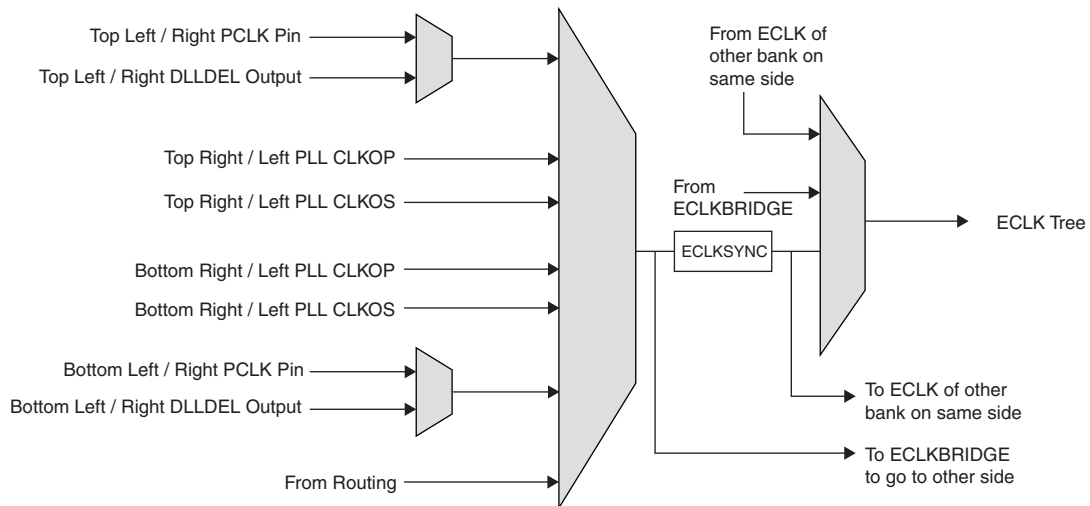 Top Left / Right PCLK Pin
Top Left / Right DLLDEL Output
Top Right / Left PLL CLKOP
Top Right / Left PLL CLKOS
Bottom Right / Left PLL CLKOP
Bottom Right / Left PLL CLKOS
Bottom Left / Right PCLK Pin
Bottom Left / Right DLLDEL Output
From Routing
From ECLK of
other bank on
same side
From
ECLKBRIDGE
ECLKSYNC
ECLK Tree
To ECLK of other
bank on same side
To ECLKBRIDGE
to go to other side